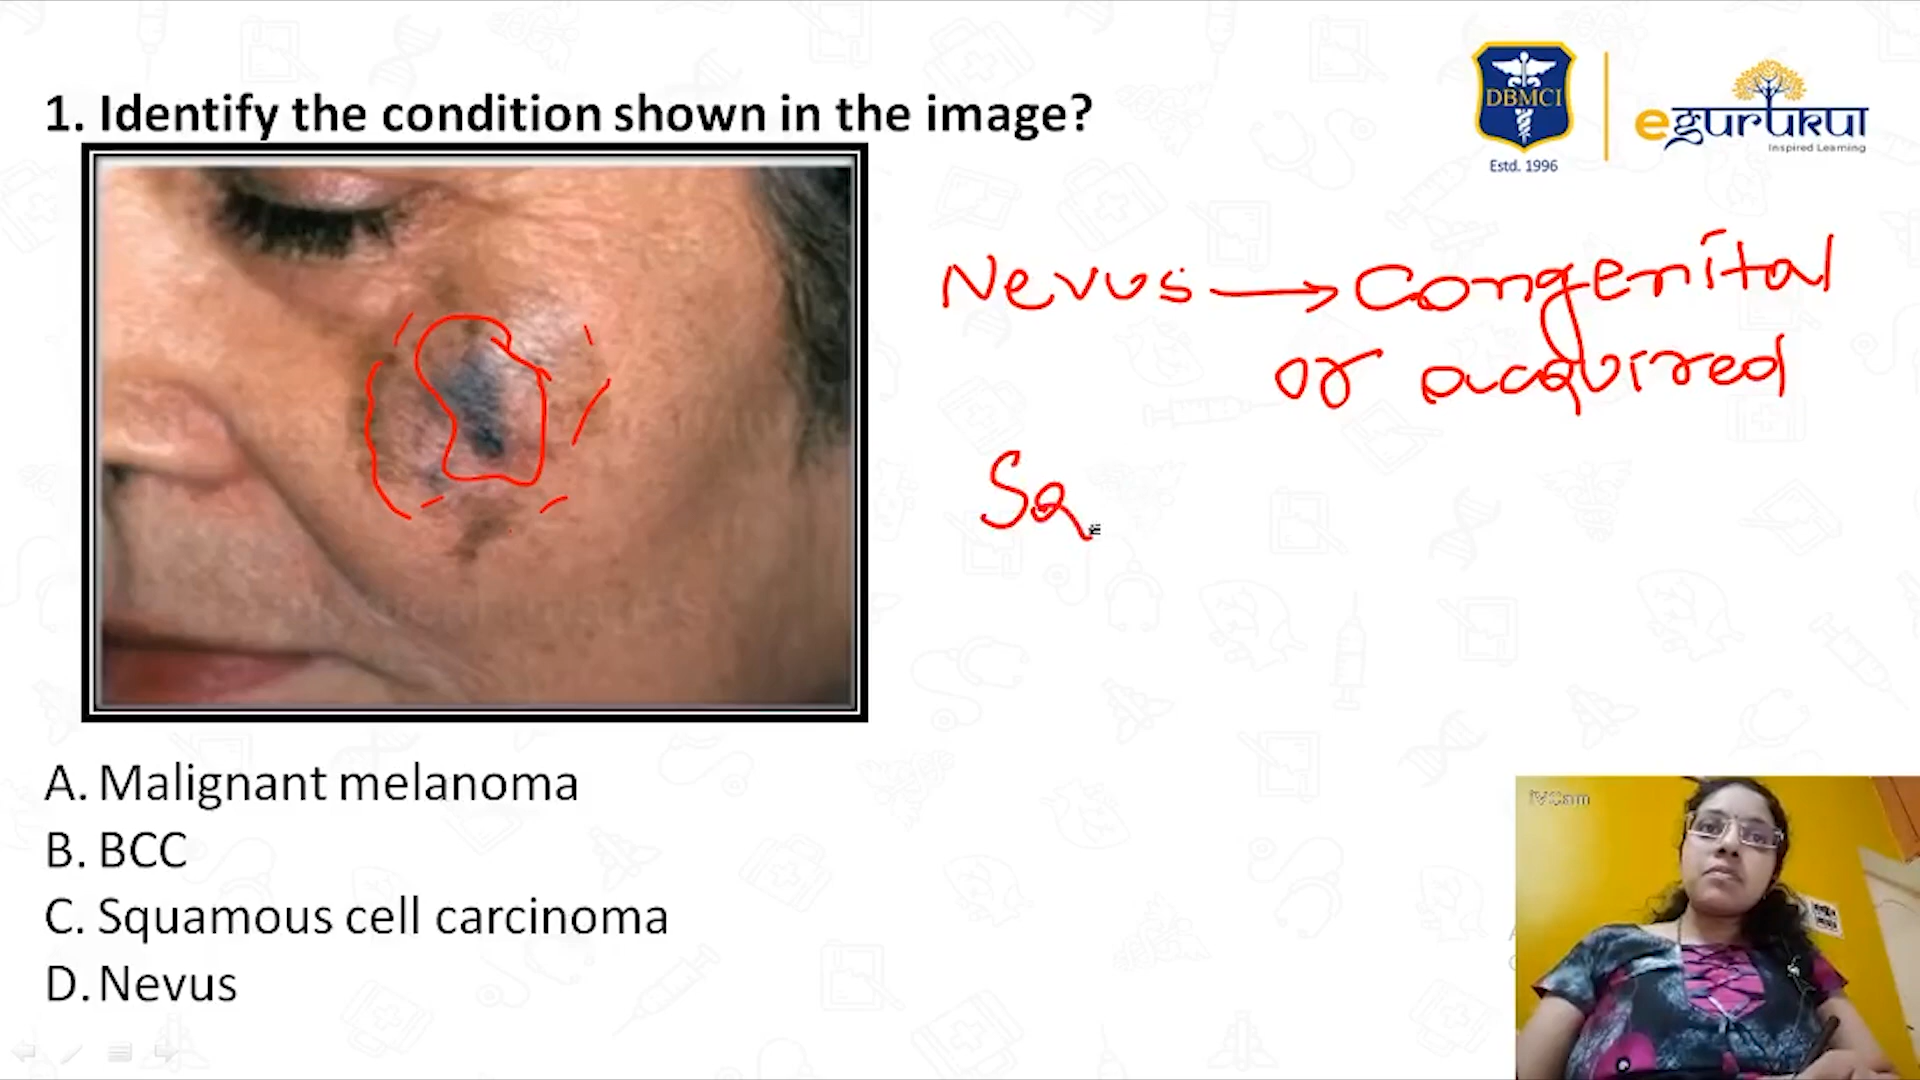 1. Identify the condition shown in the image?
DBMCI
Estd. 1996
egurukul
Inspired Learning
Nevus → Congenital
or acquired
Sq
A. Malignant melanoma
B. BCC
C. Squamous cell carcinoma
D. Nevus
iVCam